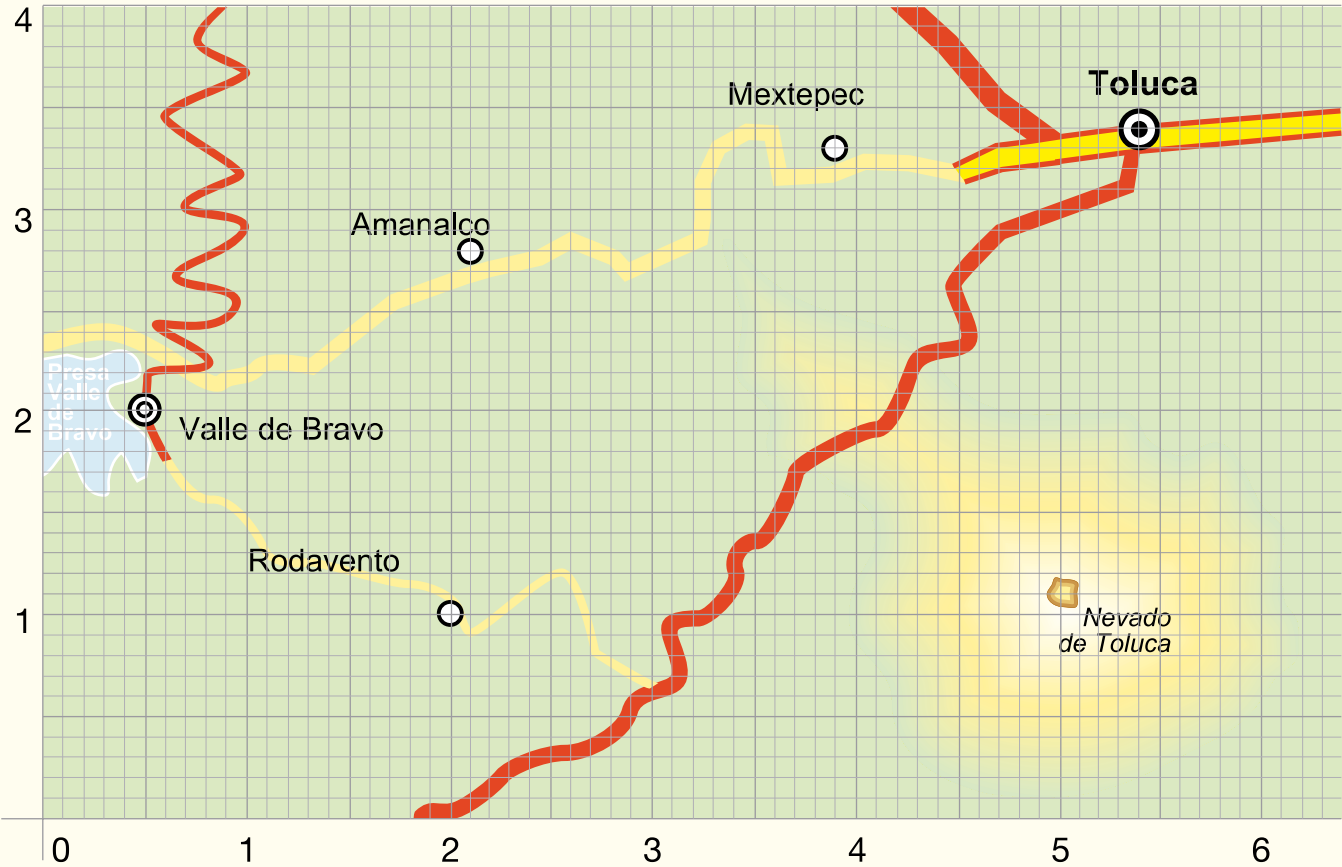 4
Toluca
Mextepec
3
Amanalco
Presa
Valle
de
Bravo
2
Valle de Bravo
Rodavento
1
Nevado
de Toluca
0 1 2 3 4 5 6